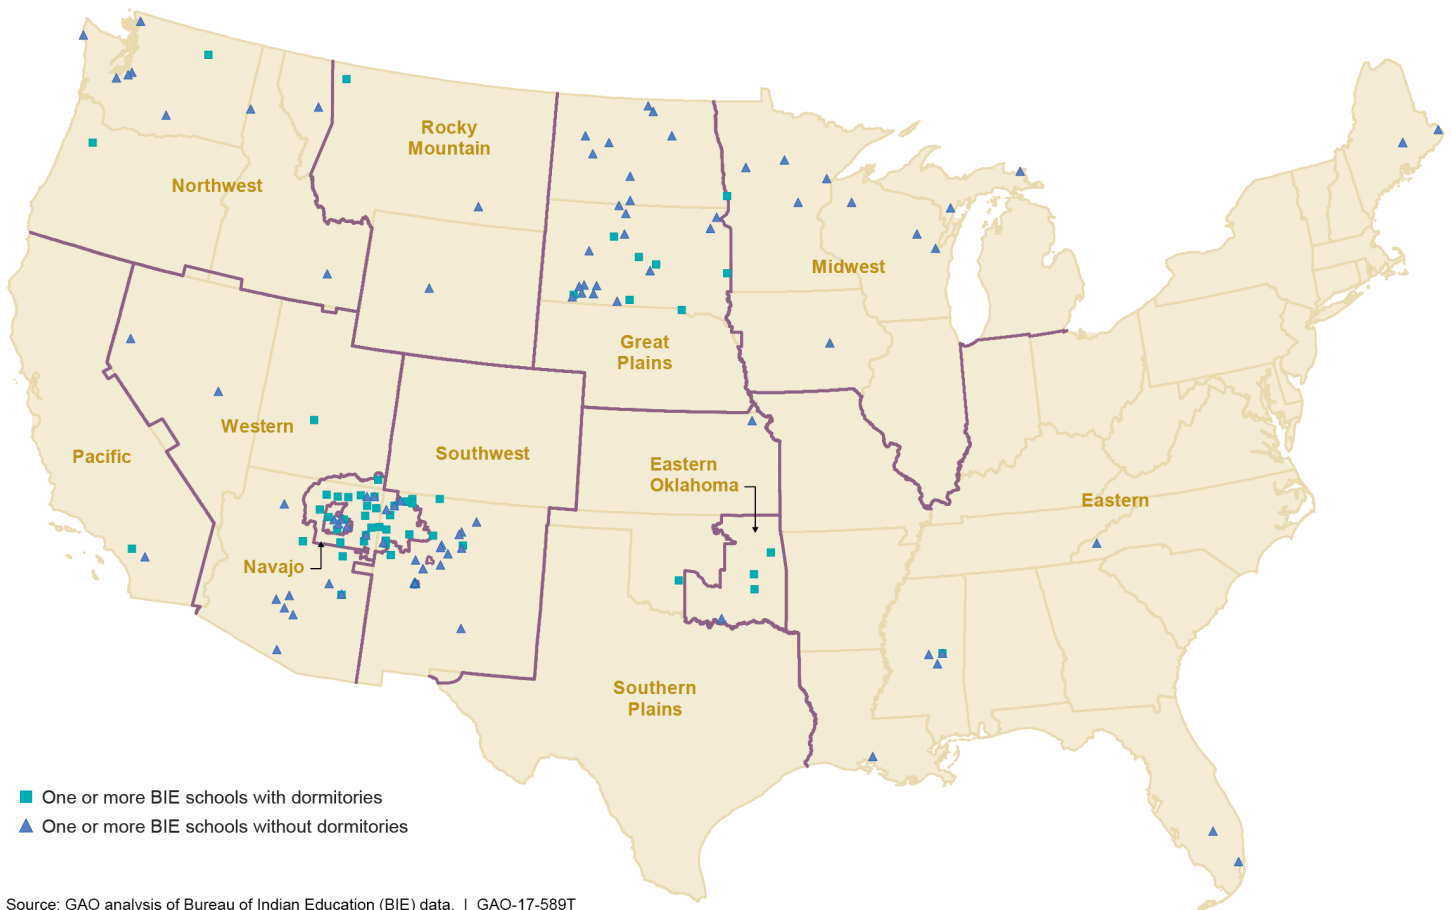 Rocky
Mountain
Northwest
Midwest
Great
Plains
Western
Pacific
Southwest
Eastern
Oklahoma
Eastern
Navajo
Southern
Plains
One or more BIE schools with dormitories
One or more BIE schools without dormitories
Source: GAO analysis of Bureau of Indian Education (BIE) data. | GAO-17-589T